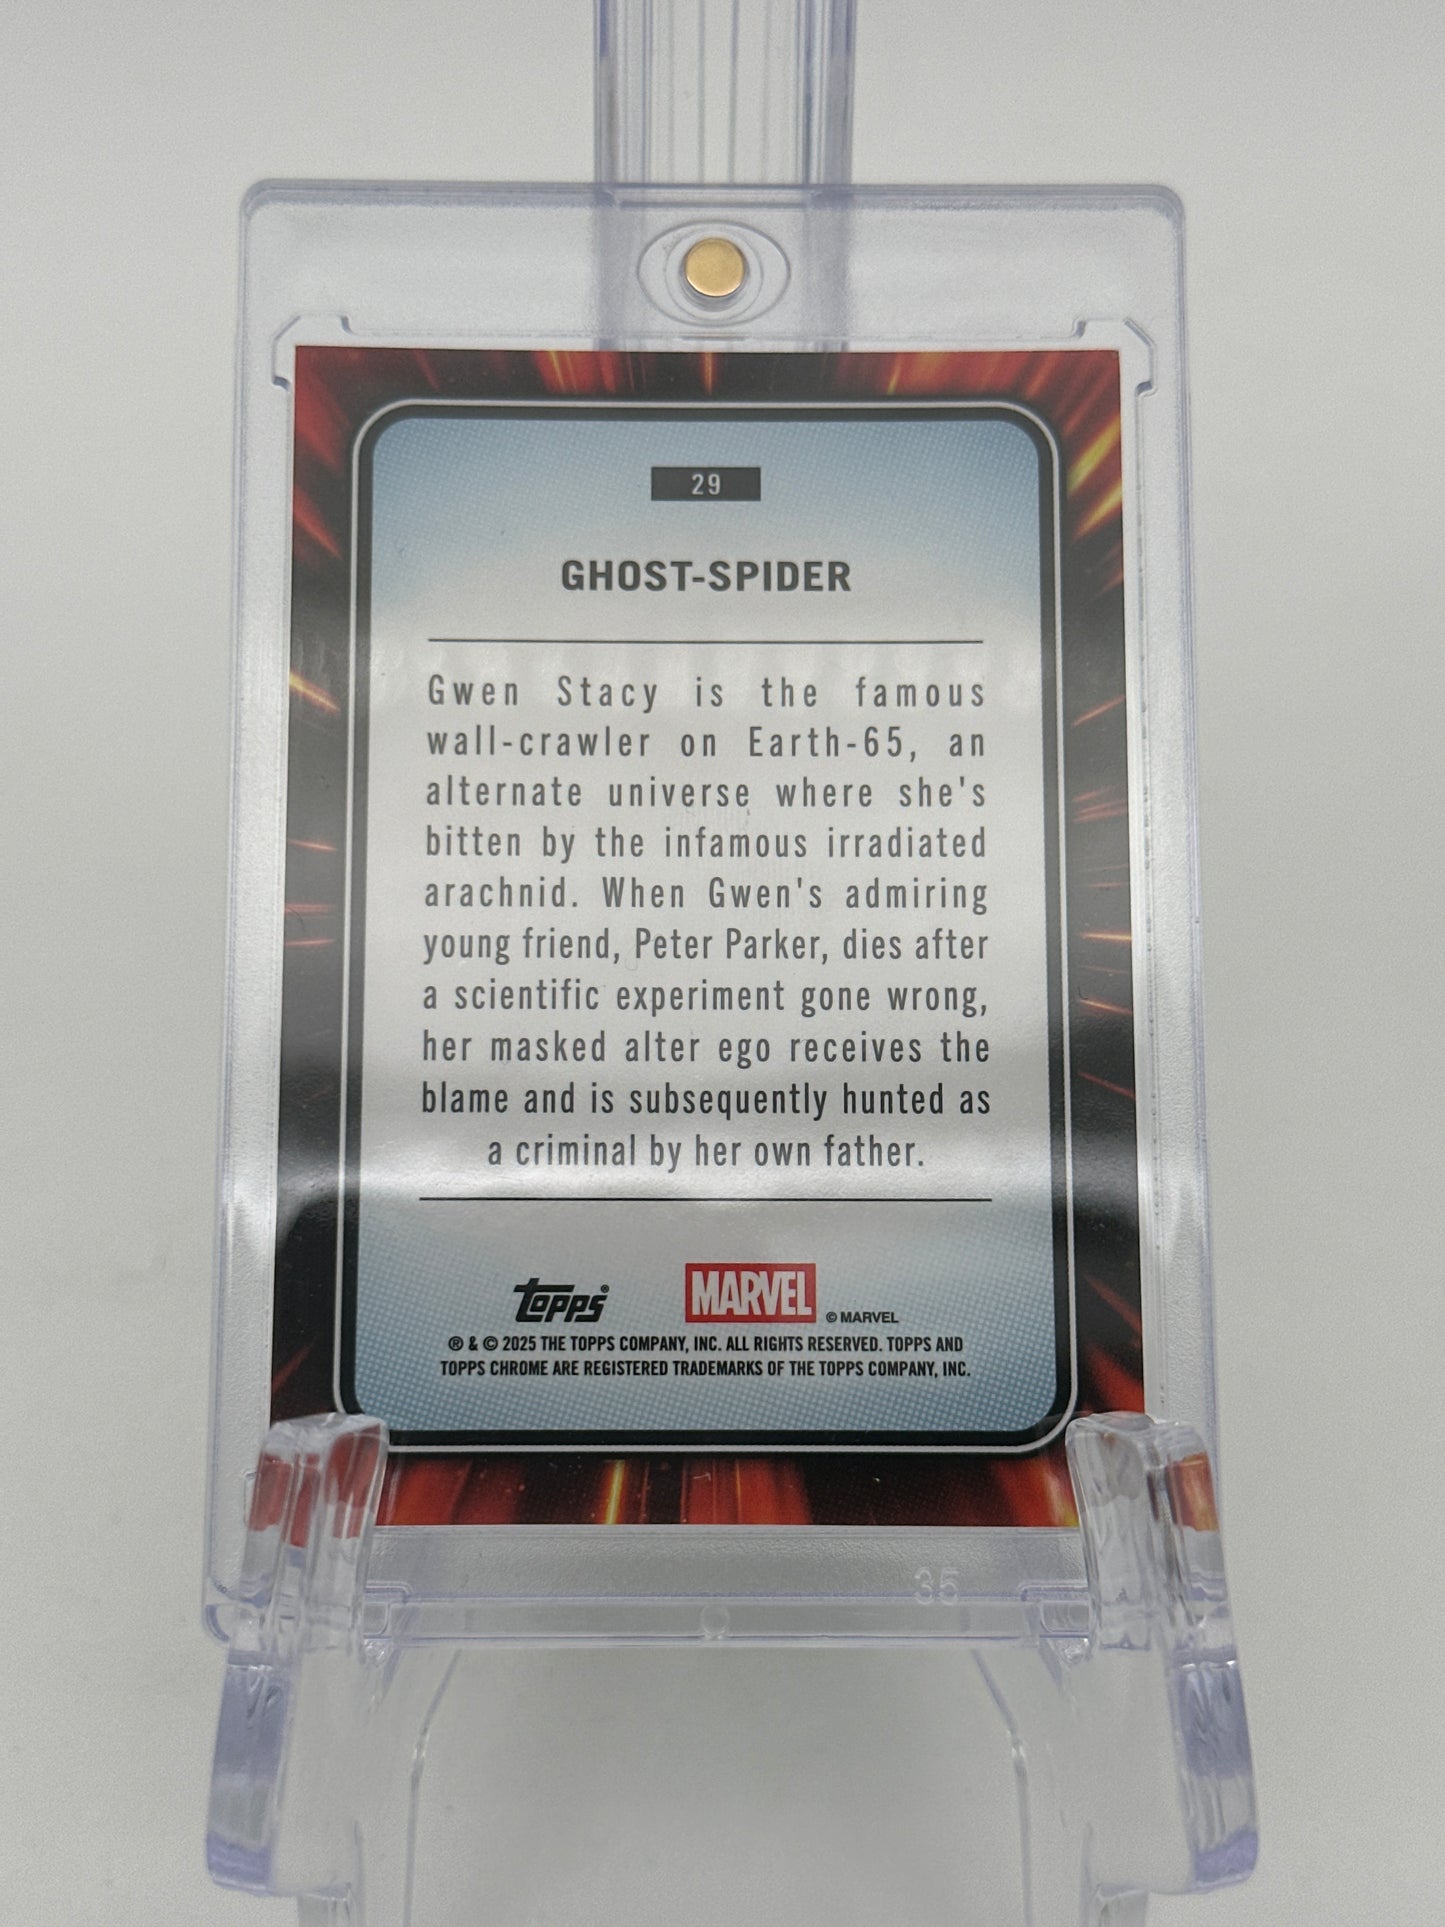 29
GHOST-SPIDER
Gwen Stacy is the famous
wall-crawler on Earth-65, an
alternate universe where she's
bitten by the infamous irradiated
arachnid. When Gwen's admiring
young friend, Peter Parker, dies after
a scientific experiment gone wrong,
her masked alter ego receives the
blame and is subsequently hunted as
a criminal by her own father.
Topps® MARVEL © MARVEL
® & © 2025 THE TOPPS COMPANY, INC. ALL RIGHTS RESERVED. TOPPS AND
TOPPS CHROME ARE REGISTERED TRADEMARKS OF THE TOPPS COMPANY, INC.
35